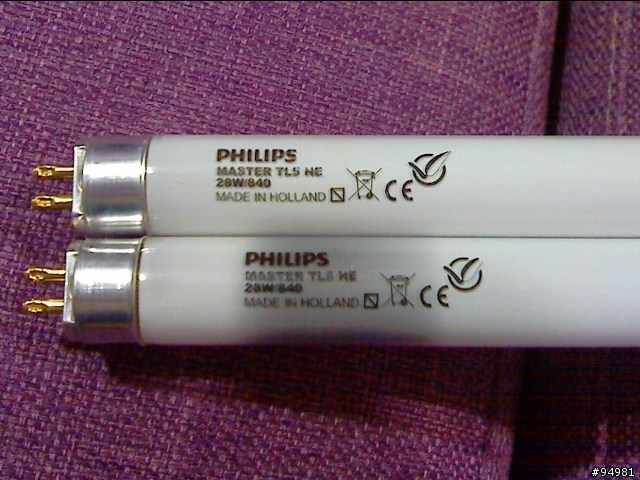 PHILIPS
MASTER TL5 HE
28W/840
MADE IN HOLLAND CE
PHILIPS
MASTER TL5 HE
28W/840
MADE IN HOLLAND CE
#94981